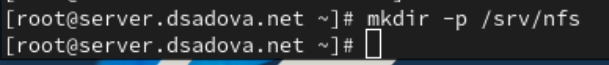 [root@server.dsadova.net ~]# mkdir -p /srv/nfs
[root@server.dsadova.net ~]#